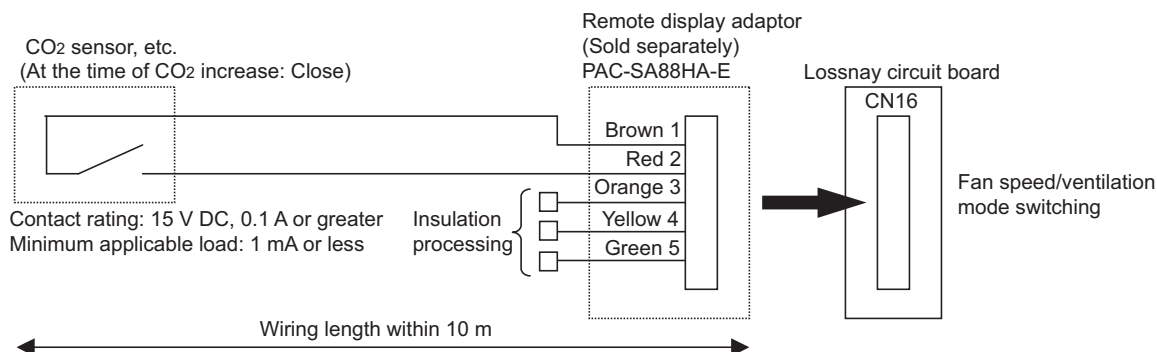 CO2 sensor, etc.
(At the time of CO2 increase: Close)
Remote display adaptor
(Sold separately)
PAC-SA88HA-E
Lossnay circuit board
CN16
Brown 1
Red 2
Orange 3
Yellow 4
Green 5
Insulation
processing
Fan speed/ventilation
mode switching
Contact rating: 15 V DC, 0.1 A or greater
Minimum applicable load: 1 mA or less
Wiring length within 10 m